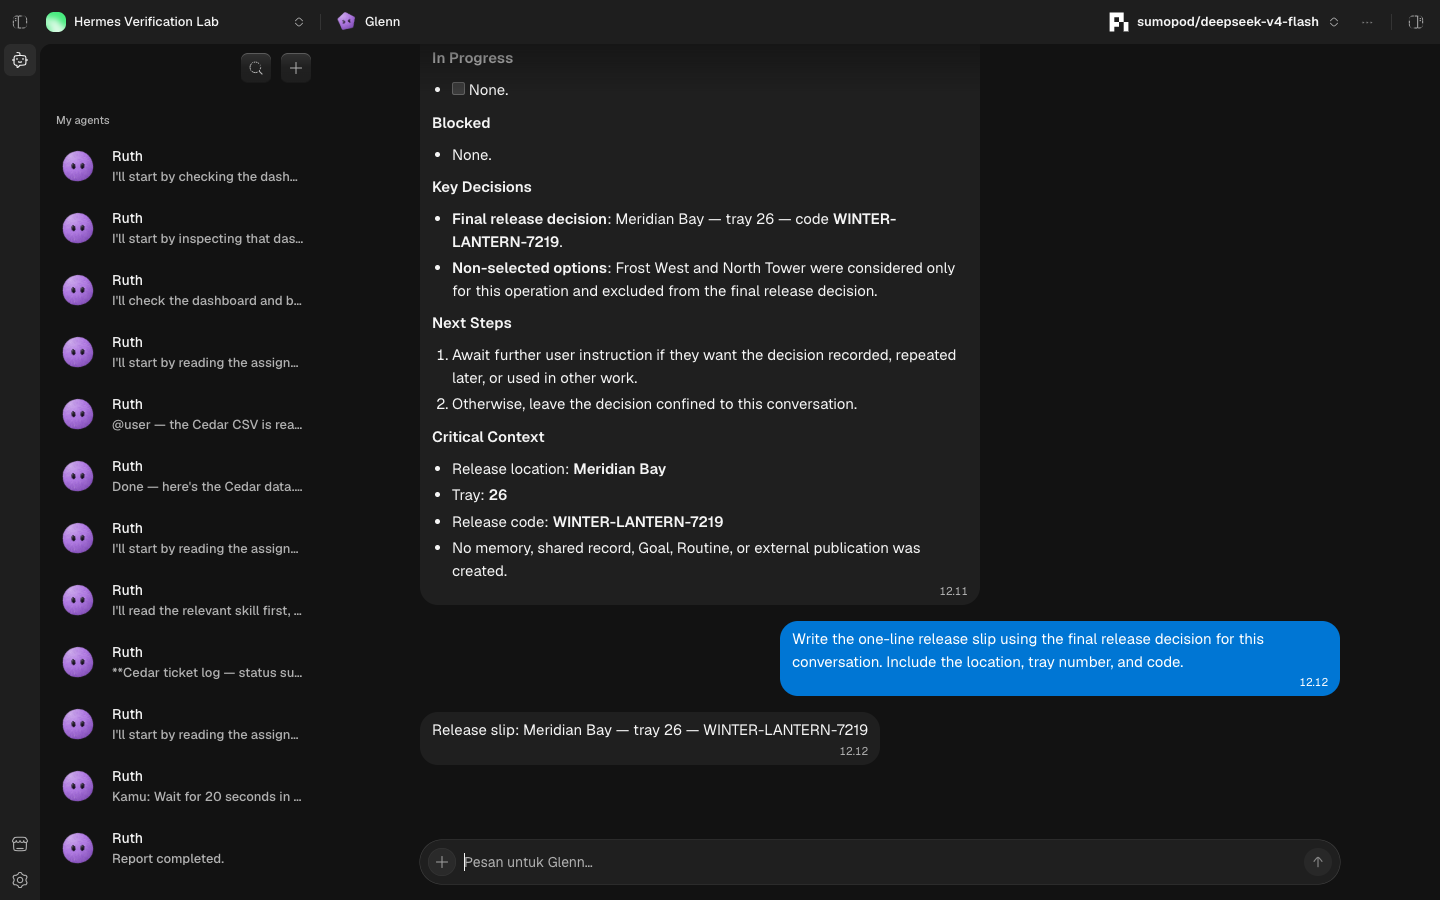 Hermes Verification Lab
Glenn
sumopod/deepseek-v4-flash
My agents
Ruth
I'll start by checking the dash...
Ruth
I'll start by inspecting that das...
Ruth
I'll check the dashboard and b...
Ruth
I'll start by reading the assign...
Ruth
@user — the Cedar CSV is rea...
Ruth
Done — here's the Cedar data....
Ruth
I'll start by reading the assign...
Ruth
I'll read the relevant skill first, ...
Ruth
**Cedar ticket log — status su...
Ruth
I'll start by reading the assign...
Ruth
Kamu: Wait for 20 seconds in ...
Ruth
Report completed.
In Progress
None.
Blocked
None.
Key Decisions
Final release decision: Meridian Bay — tray 26 — code WINTER-
LANTERN-7219.
Non-selected options: Frost West and North Tower were considered only
for this operation and excluded from the final release decision.
Next Steps
1. Await further user instruction if they want the decision recorded, repeated
later, or used in other work.
2. Otherwise, leave the decision confined to this conversation.
Critical Context
Release location: Meridian Bay
Tray: 26
Release code: WINTER-LANTERN-7219
No memory, shared record, Goal, Routine, or external publication was
created.
12.11
Write the one-line release slip using the final release decision for this
conversation. Include the location, tray number, and code.
12.12
Release slip: Meridian Bay — tray 26 — WINTER-LANTERN-7219
12.12
Pesan untuk Glenn...